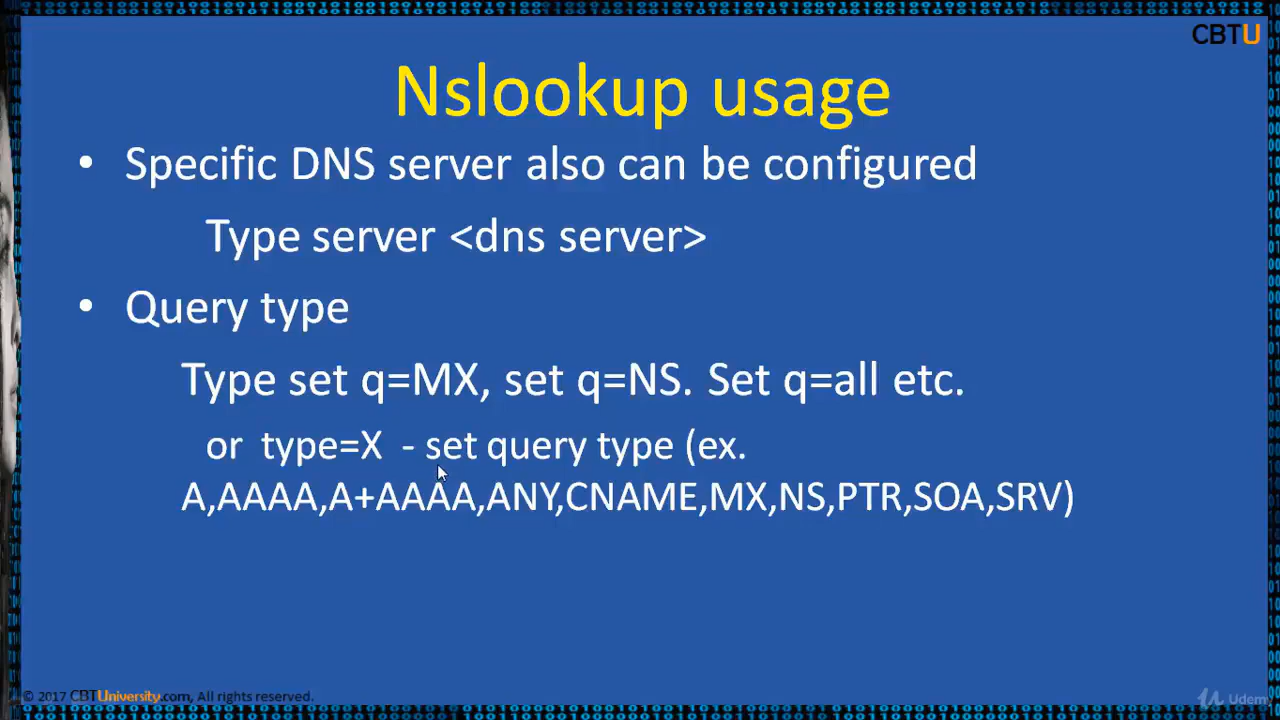 CBTU
Nslookup usage
• Specific DNS server also can be configured
Type server <dns server>
• Query type
Type set q=MX, set q=NS. Set q=all etc.
or type=X - set query type (ex.
A,AAAA,A+AAAA,ANY,CNAME,MX,NS,PTR,SOA,SRV)
© 2017 CBTUniversity.com, All rights reserved.
Udemy